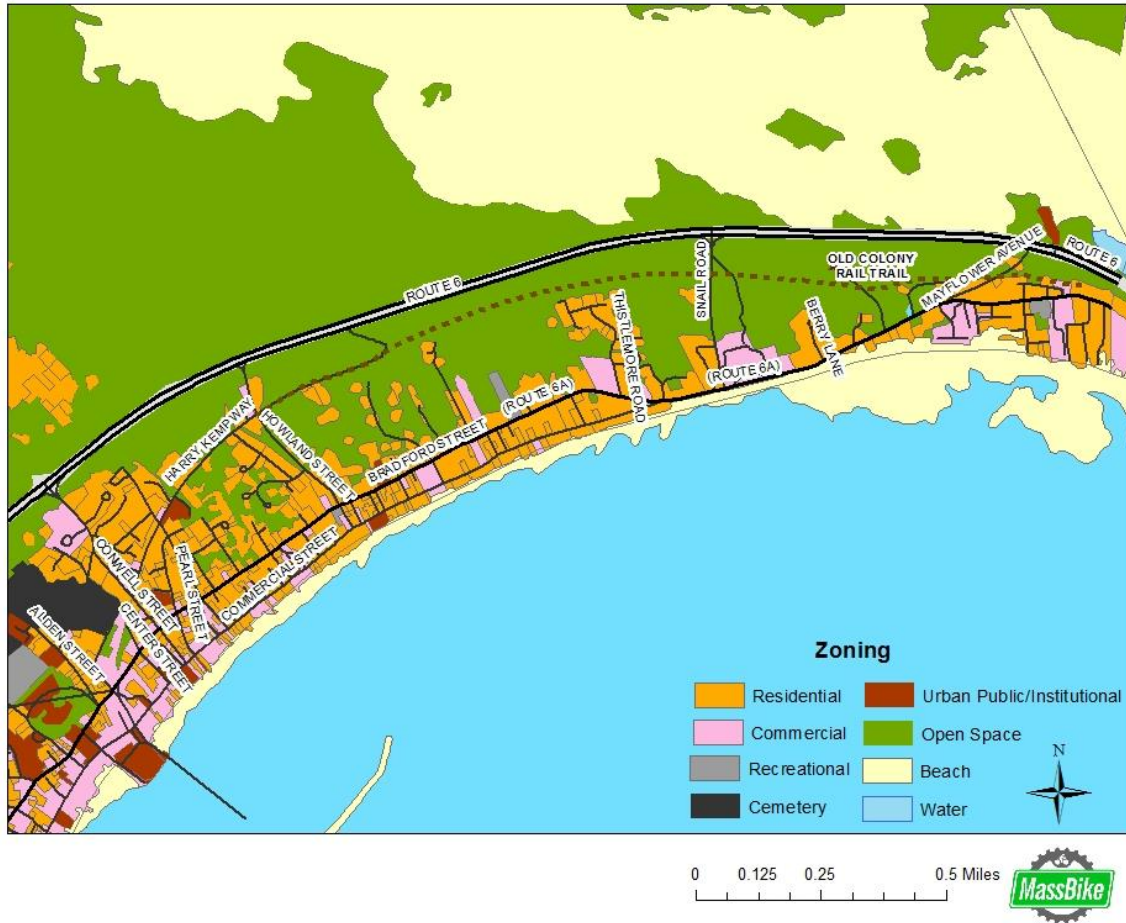 ROUTE 6
OLD COLONY
RAIL TRAIL
MAYFLOWER AVENUE
ROUTE 6
SNAIL ROAD
THISTLEMORE ROAD
BERRY LANE
(ROUTE 6A)
(ROUTE 6A)
BRADFORD STREET
HARRY KEMP WAY
HOWLAND STREET
COMMERCIAL STREET
PEARL STREET
CONWELL STREET
CENTER STREET
ALDEN STREET
Zoning
Residential
Urban Public/Institutional
Commercial
Open Space
Recreational
Beach
Cemetery
Water
N
0 0.125 0.25 0.5 Miles
MassBike